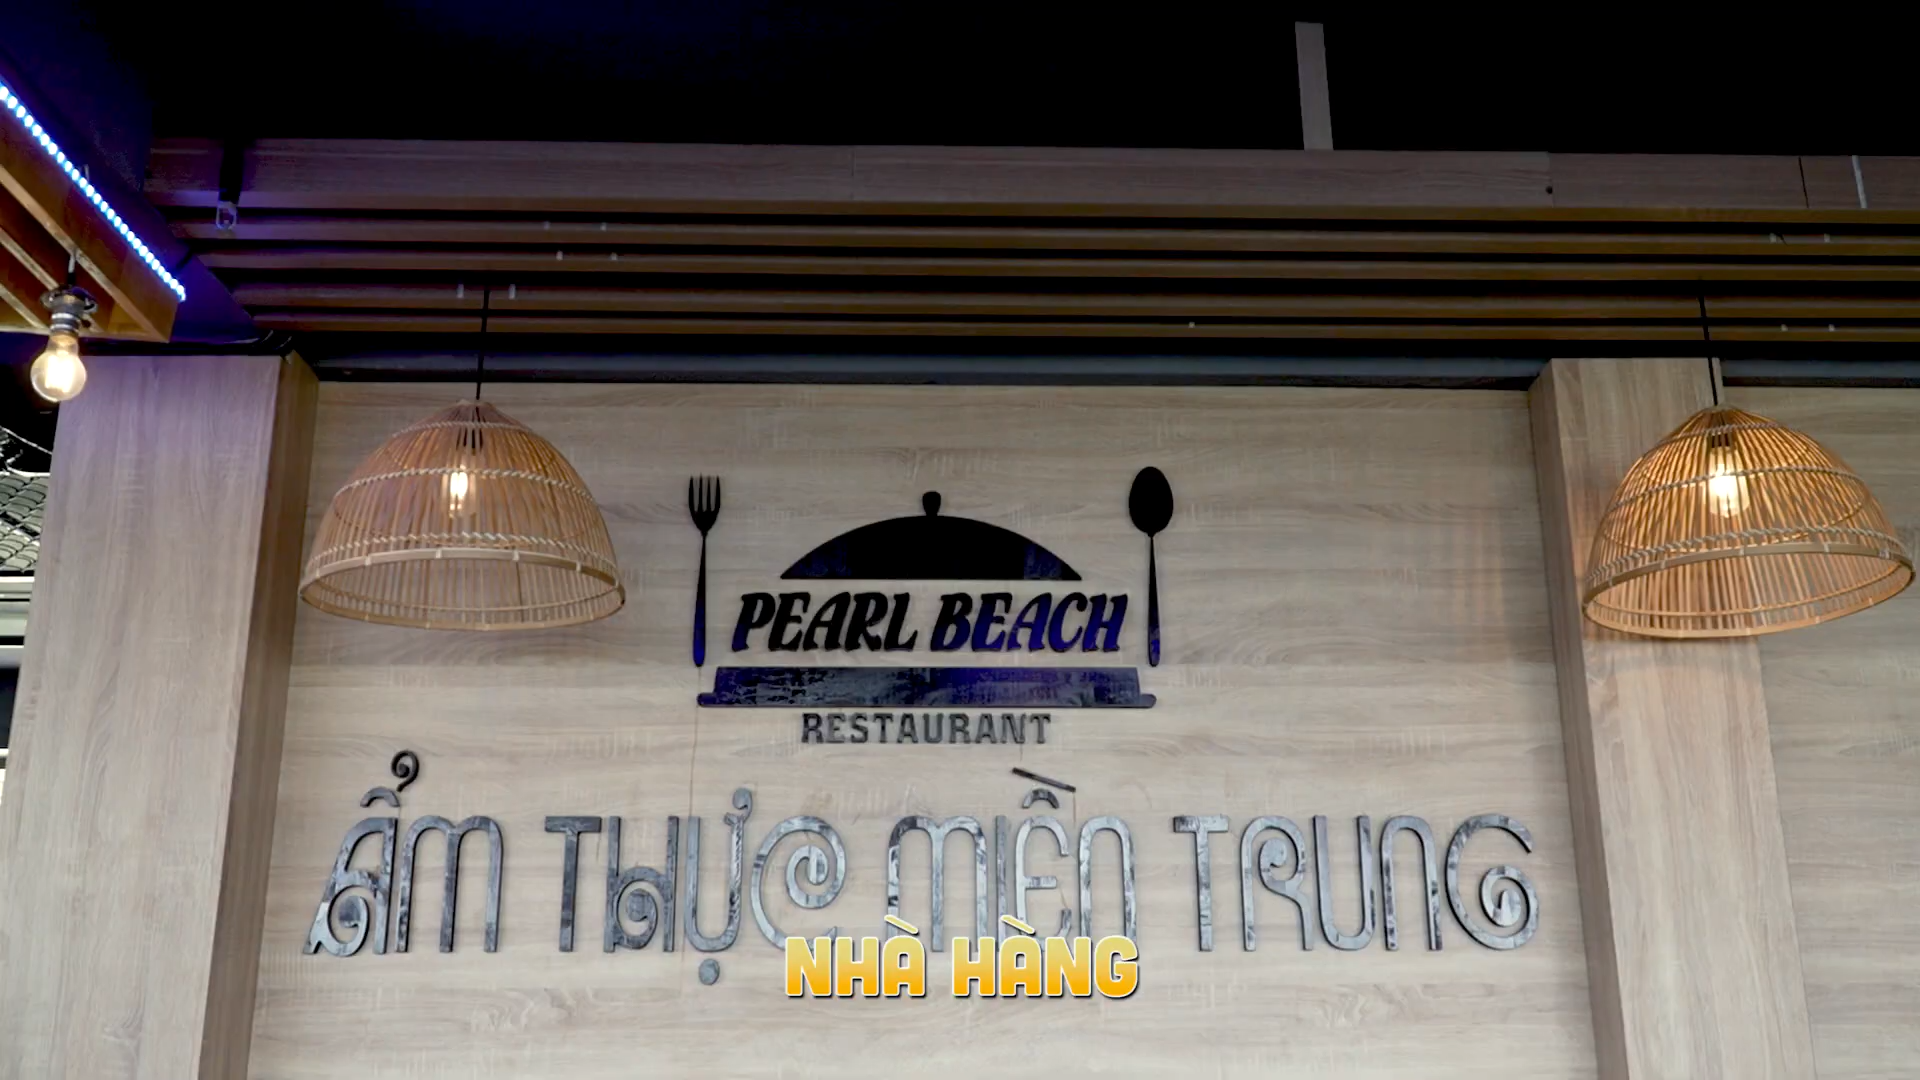 PEARL BEACH
RESTAURANT
ẨM THỰC MIỀN TRUNG
NHÀ HÀNG